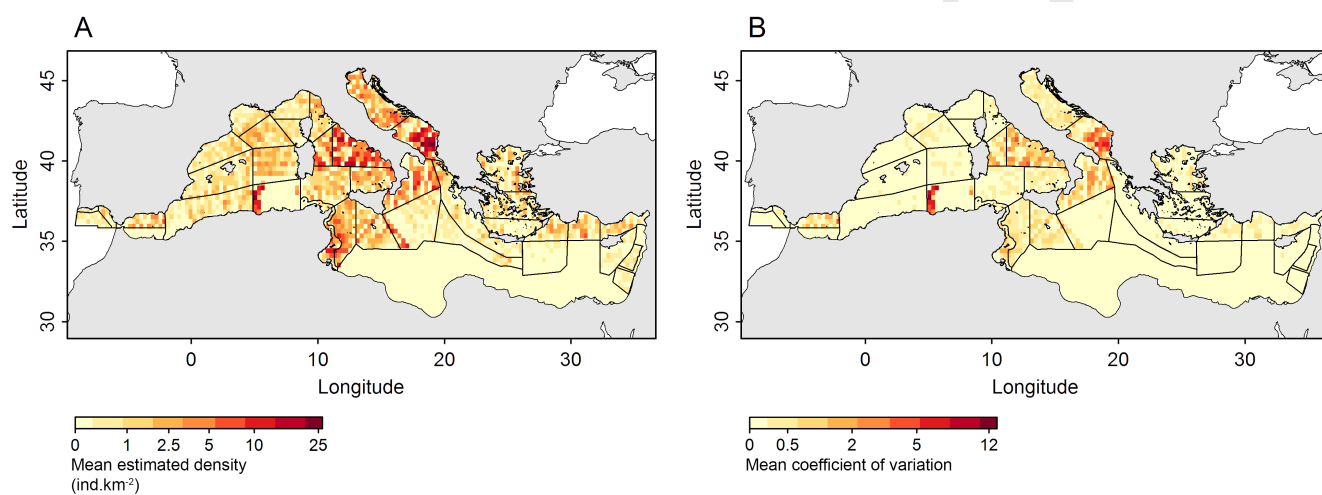 A
Latitude
45
40
35
30
0 10 20 30
Longitude
0 1 2.5 5 10 25
Mean estimated density
(ind.km-2)
B
Latitude
45
40
35
30
0 10 20 30
Longitude
0 0.5 2 5 12
Mean coefficient of variation